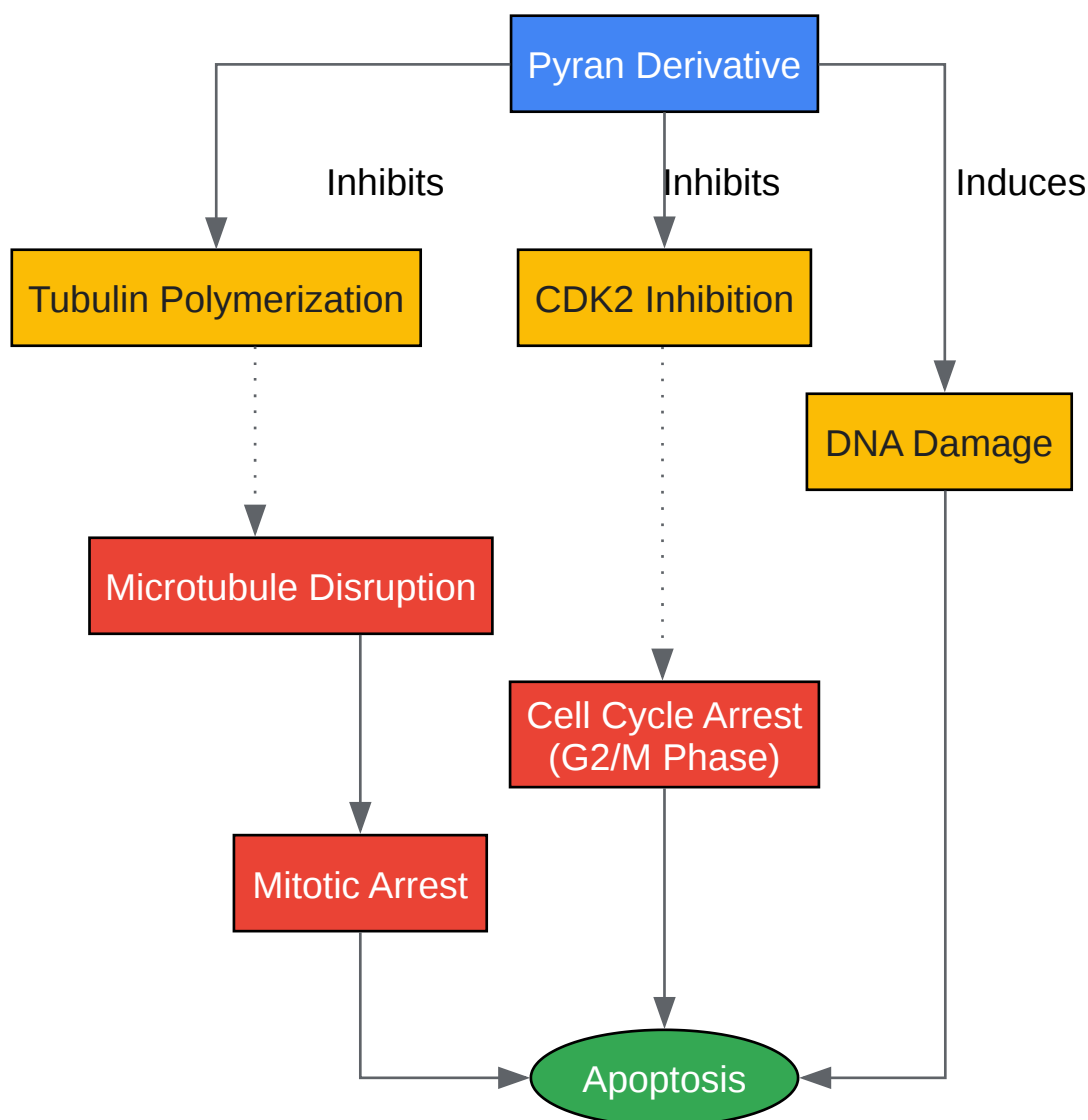 Pyran Derivative
Inhibits
Inhibits
Induces
Tubulin Polymerization
CDK2 Inhibition
DNA Damage
Microtubule Disruption
Cell Cycle Arrest
(G2/M Phase)
Mitotic Arrest
Apoptosis